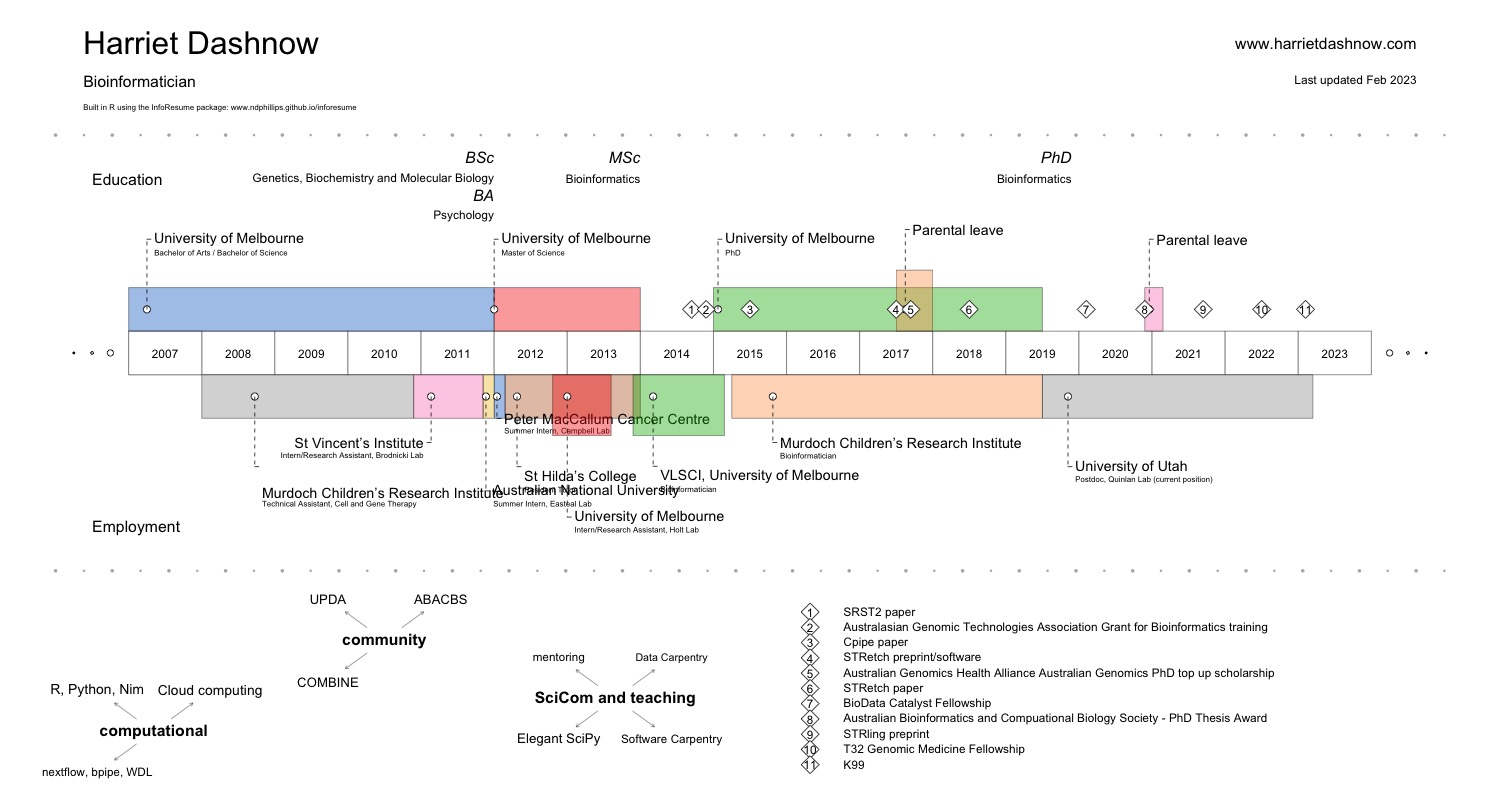 Harriet Dashnow
www.harrietdashnow.com
Bioinformatician
Last updated Feb 2023
Built in R using the InfoResume package: www.ndphillips.github.io/inforesume
Education
BSc
Genetics, Biochemistry and Molecular Biology
BA
Psychology
MSc
Bioinformatics
PhD
Bioinformatics
University of Melbourne
Bachelor of Arts / Bachelor of Science
University of Melbourne
Master of Science
University of Melbourne
PhD
Parental leave
Parental leave
1 2 3 4 5 6 7 8 9 10 11
2007 2008 2009 2010 2011 2012 2013 2014 2015 2016 2017 2018 2019 2020 2021 2022 2023
Peter MacCallum Cancer Centre
Summer Intern, Campbell Lab
St Vincent's Institute
Intern/Research Assistant, Brodnicki Lab
Murdoch Children's Research Institute
Bioinformatician
University of Utah
Postdoc, Quinlan Lab (current position)
St Hilda's College
VLSCI, University of Melbourne
Bioinformatician
Murdoch Children's Research Institute
Technical Assistant, Cell and Gene Therapy
Australian National University
Summer Intern, Easteal Lab
University of Melbourne
Intern/Research Assistant, Holt Lab
Employment
UPDA
ABACBS
community
COMBINE
R, Python, Nim
Cloud computing
computational
nextflow, bpipe, WDL
mentoring
Data Carpentry
SciCom and teaching
Elegant SciPy
Software Carpentry
1 SRST2 paper
2 Australasian Genomic Technologies Association Grant for Bioinformatics training
3 Cpipe paper
4 STRetch preprint/software
5 Australian Genomics Health Alliance Australian Genomics PhD top up scholarship
6 STRetch paper
7 BioData Catalyst Fellowship
8 Australian Bioinformatics and Compuational Biology Society - PhD Thesis Award
9 STRling preprint
10 T32 Genomic Medicine Fellowship
11 K99